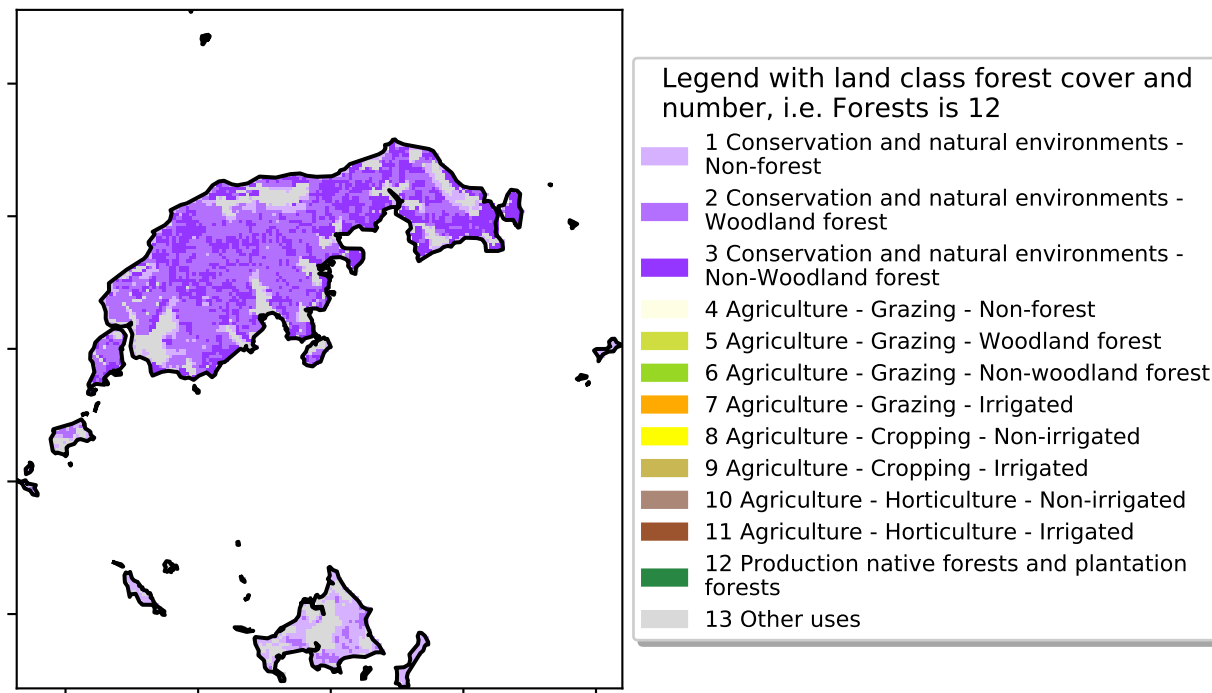 Legend with land class forest cover and
number, i.e. Forests is 12
1 Conservation and natural environments -
Non-forest
2 Conservation and natural environments -
Woodland forest
3 Conservation and natural environments -
Non-Woodland forest
4 Agriculture - Grazing - Non-forest
5 Agriculture - Grazing - Woodland forest
6 Agriculture - Grazing - Non-woodland forest
7 Agriculture - Grazing - Irrigated
8 Agriculture - Cropping - Non-irrigated
9 Agriculture - Cropping - Irrigated
10 Agriculture - Horticulture - Non-irrigated
11 Agriculture - Horticulture - Irrigated
12 Production native forests and plantation
forests
13 Other uses